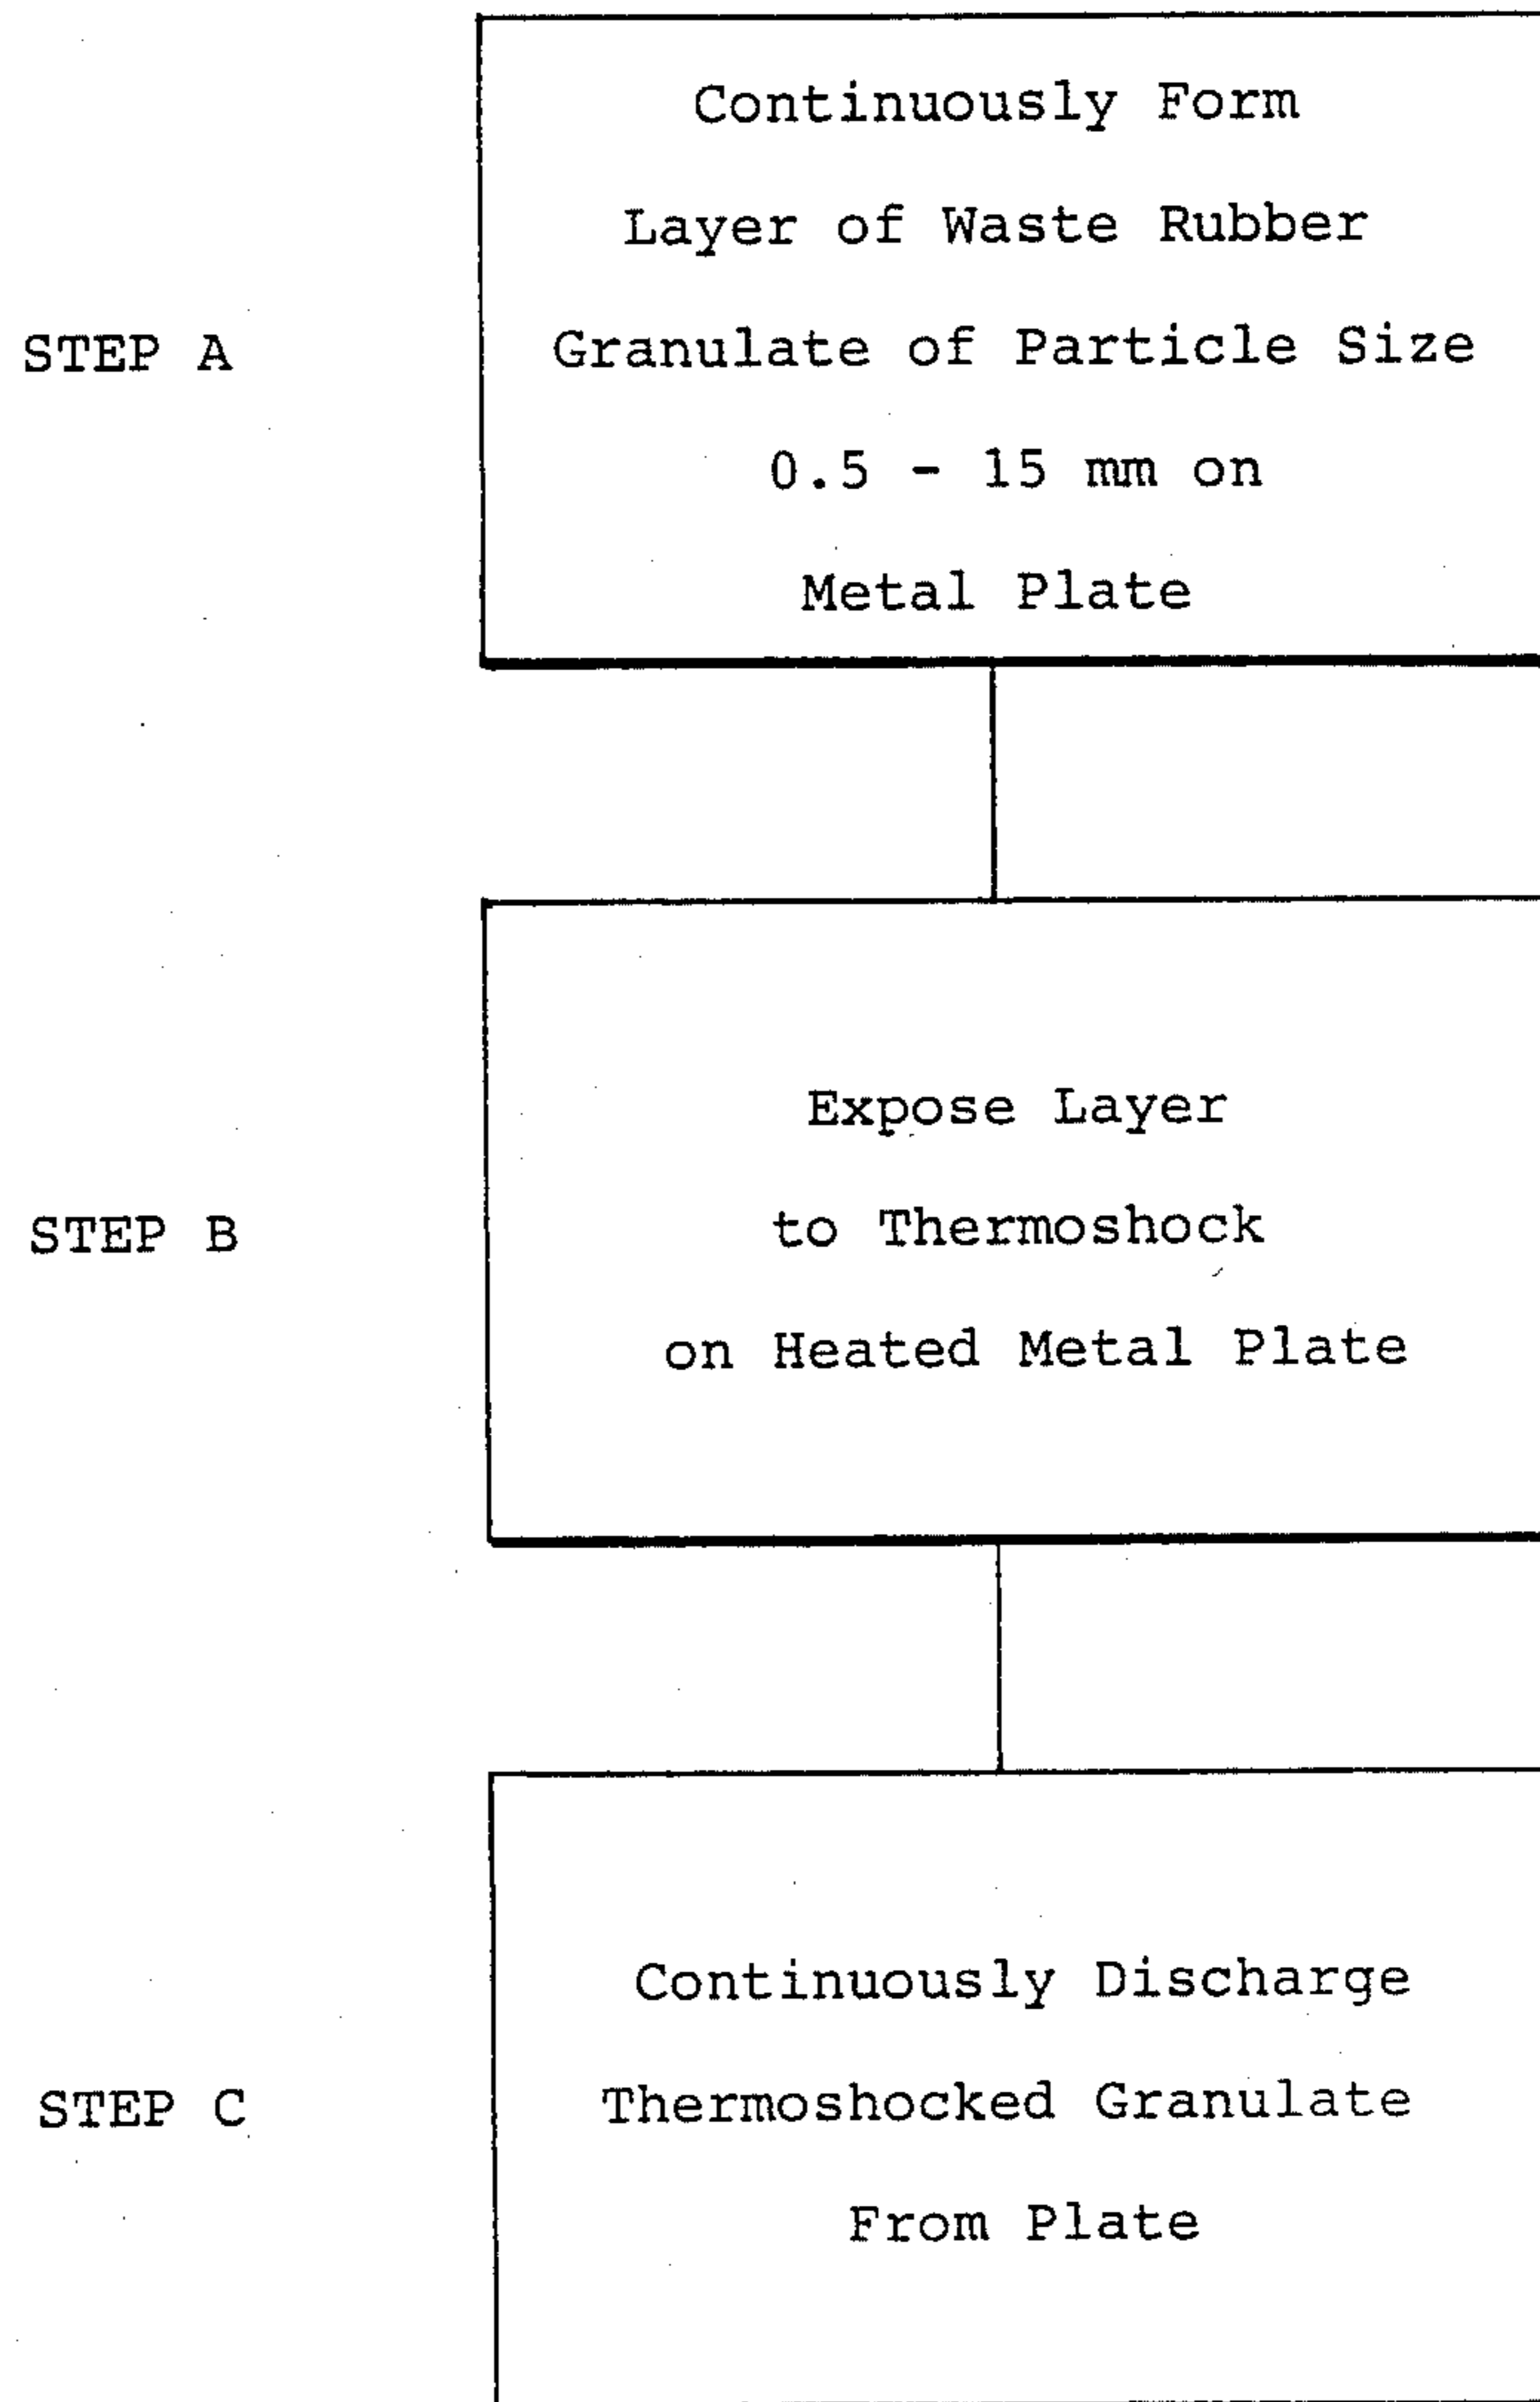 Continuously Form
Layer of Waste Rubber
STEP A
Granulate of Particle Size
0.5 - 15 mm on
Metal Plate
Expose Layer
STEP B
to Thermoshock
on Heated Metal Plate
Continuously Discharge
STEP C
Thermoshocked Granulate
From Plate